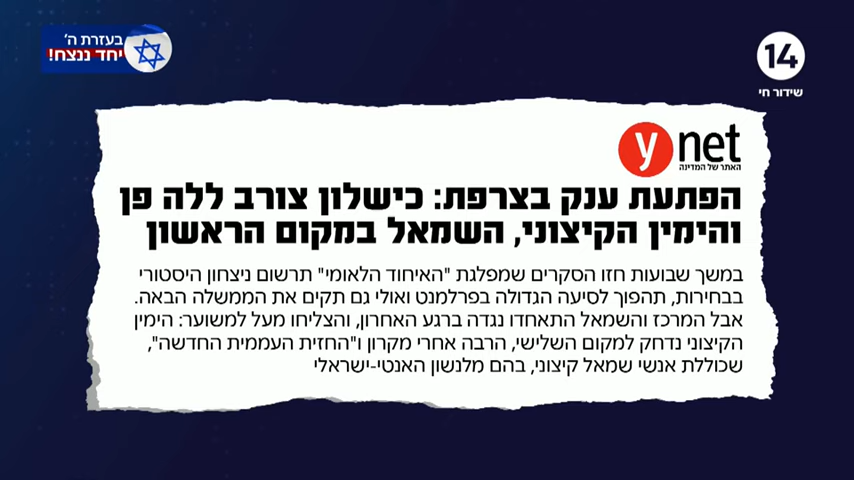 בעזרת ה'
יחד ננצח!
14
שידור חי
ynet
האתר של המדינה
הפתעת ענק בצרפת: כישלון צורב ללה פן
והימין הקיצוני, השמאל במקום הראשון
במשך שבועות חזו הסקרים שמפלגת "האיחוד הלאומי" תרשום ניצחון היסטורי
בבחירות, תהפוך לסיעה הגדולה בפרלמנט ואולי גם תקים את הממשלה הבאה.
אבל המרכז והשמאל התאחדו נגדה ברגע האחרון, והצליחו מעל למשוער: הימין
הקיצוני נדחק למקום השלישי, הרבה אחרי מקרון ו"החזית העממית החדשה",
שכוללת אנשי שמאל קיצוני, בהם מלנשון האנטי-ישראלי